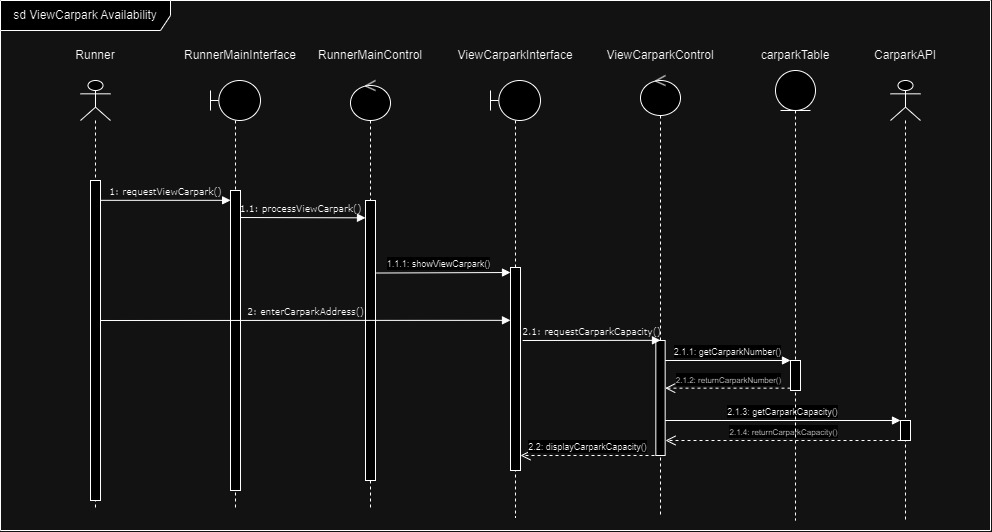 sd ViewCarpark Availability
Runner
RunnerMainInterface
RunnerMainControl
ViewCarparkInterface
ViewCarparkControl
carparkTable
CarparkAPI
1: requestViewCarpark()
1.1: processViewCarpark()
1.1.1: showViewCarpark()
2: enterCarparkAddress()
2.1: requestCarparkCapacity()
2.1.1: getCarparkNumber()
2.1.2: returnCarparkNumber()
2.1.3: getCarparkCapacity()
2.1.4: returnCarparkCapacity()
2.2: displayCarparkCapacity()